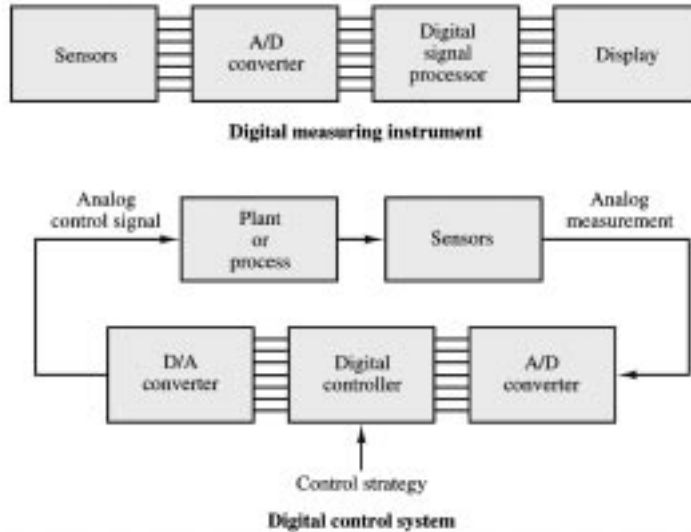 Sensors
A/D
converter
Digital
signal
processor
Display
Digital measuring instrument
Analog
control signal
Plant
or
process
Sensors
Analog
measurement
D/A
converter
Digital
controller
A/D
converter
Control strategy
Digital control system